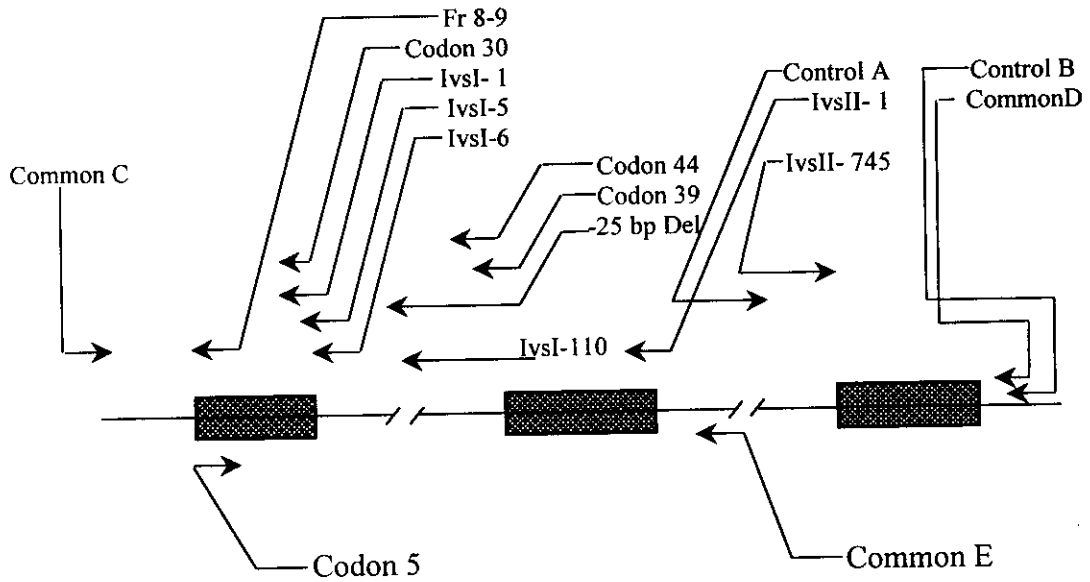 Fr 8-9
Codon 30
IvsI- 1
IvsI-5
IvsI-6
Common C
Codon 44
Codon 39
-25 bp Del
IvsI-110
Control A
IvsII- 1
IvsII- 745
Control B
CommonD
Codon 5
Common E